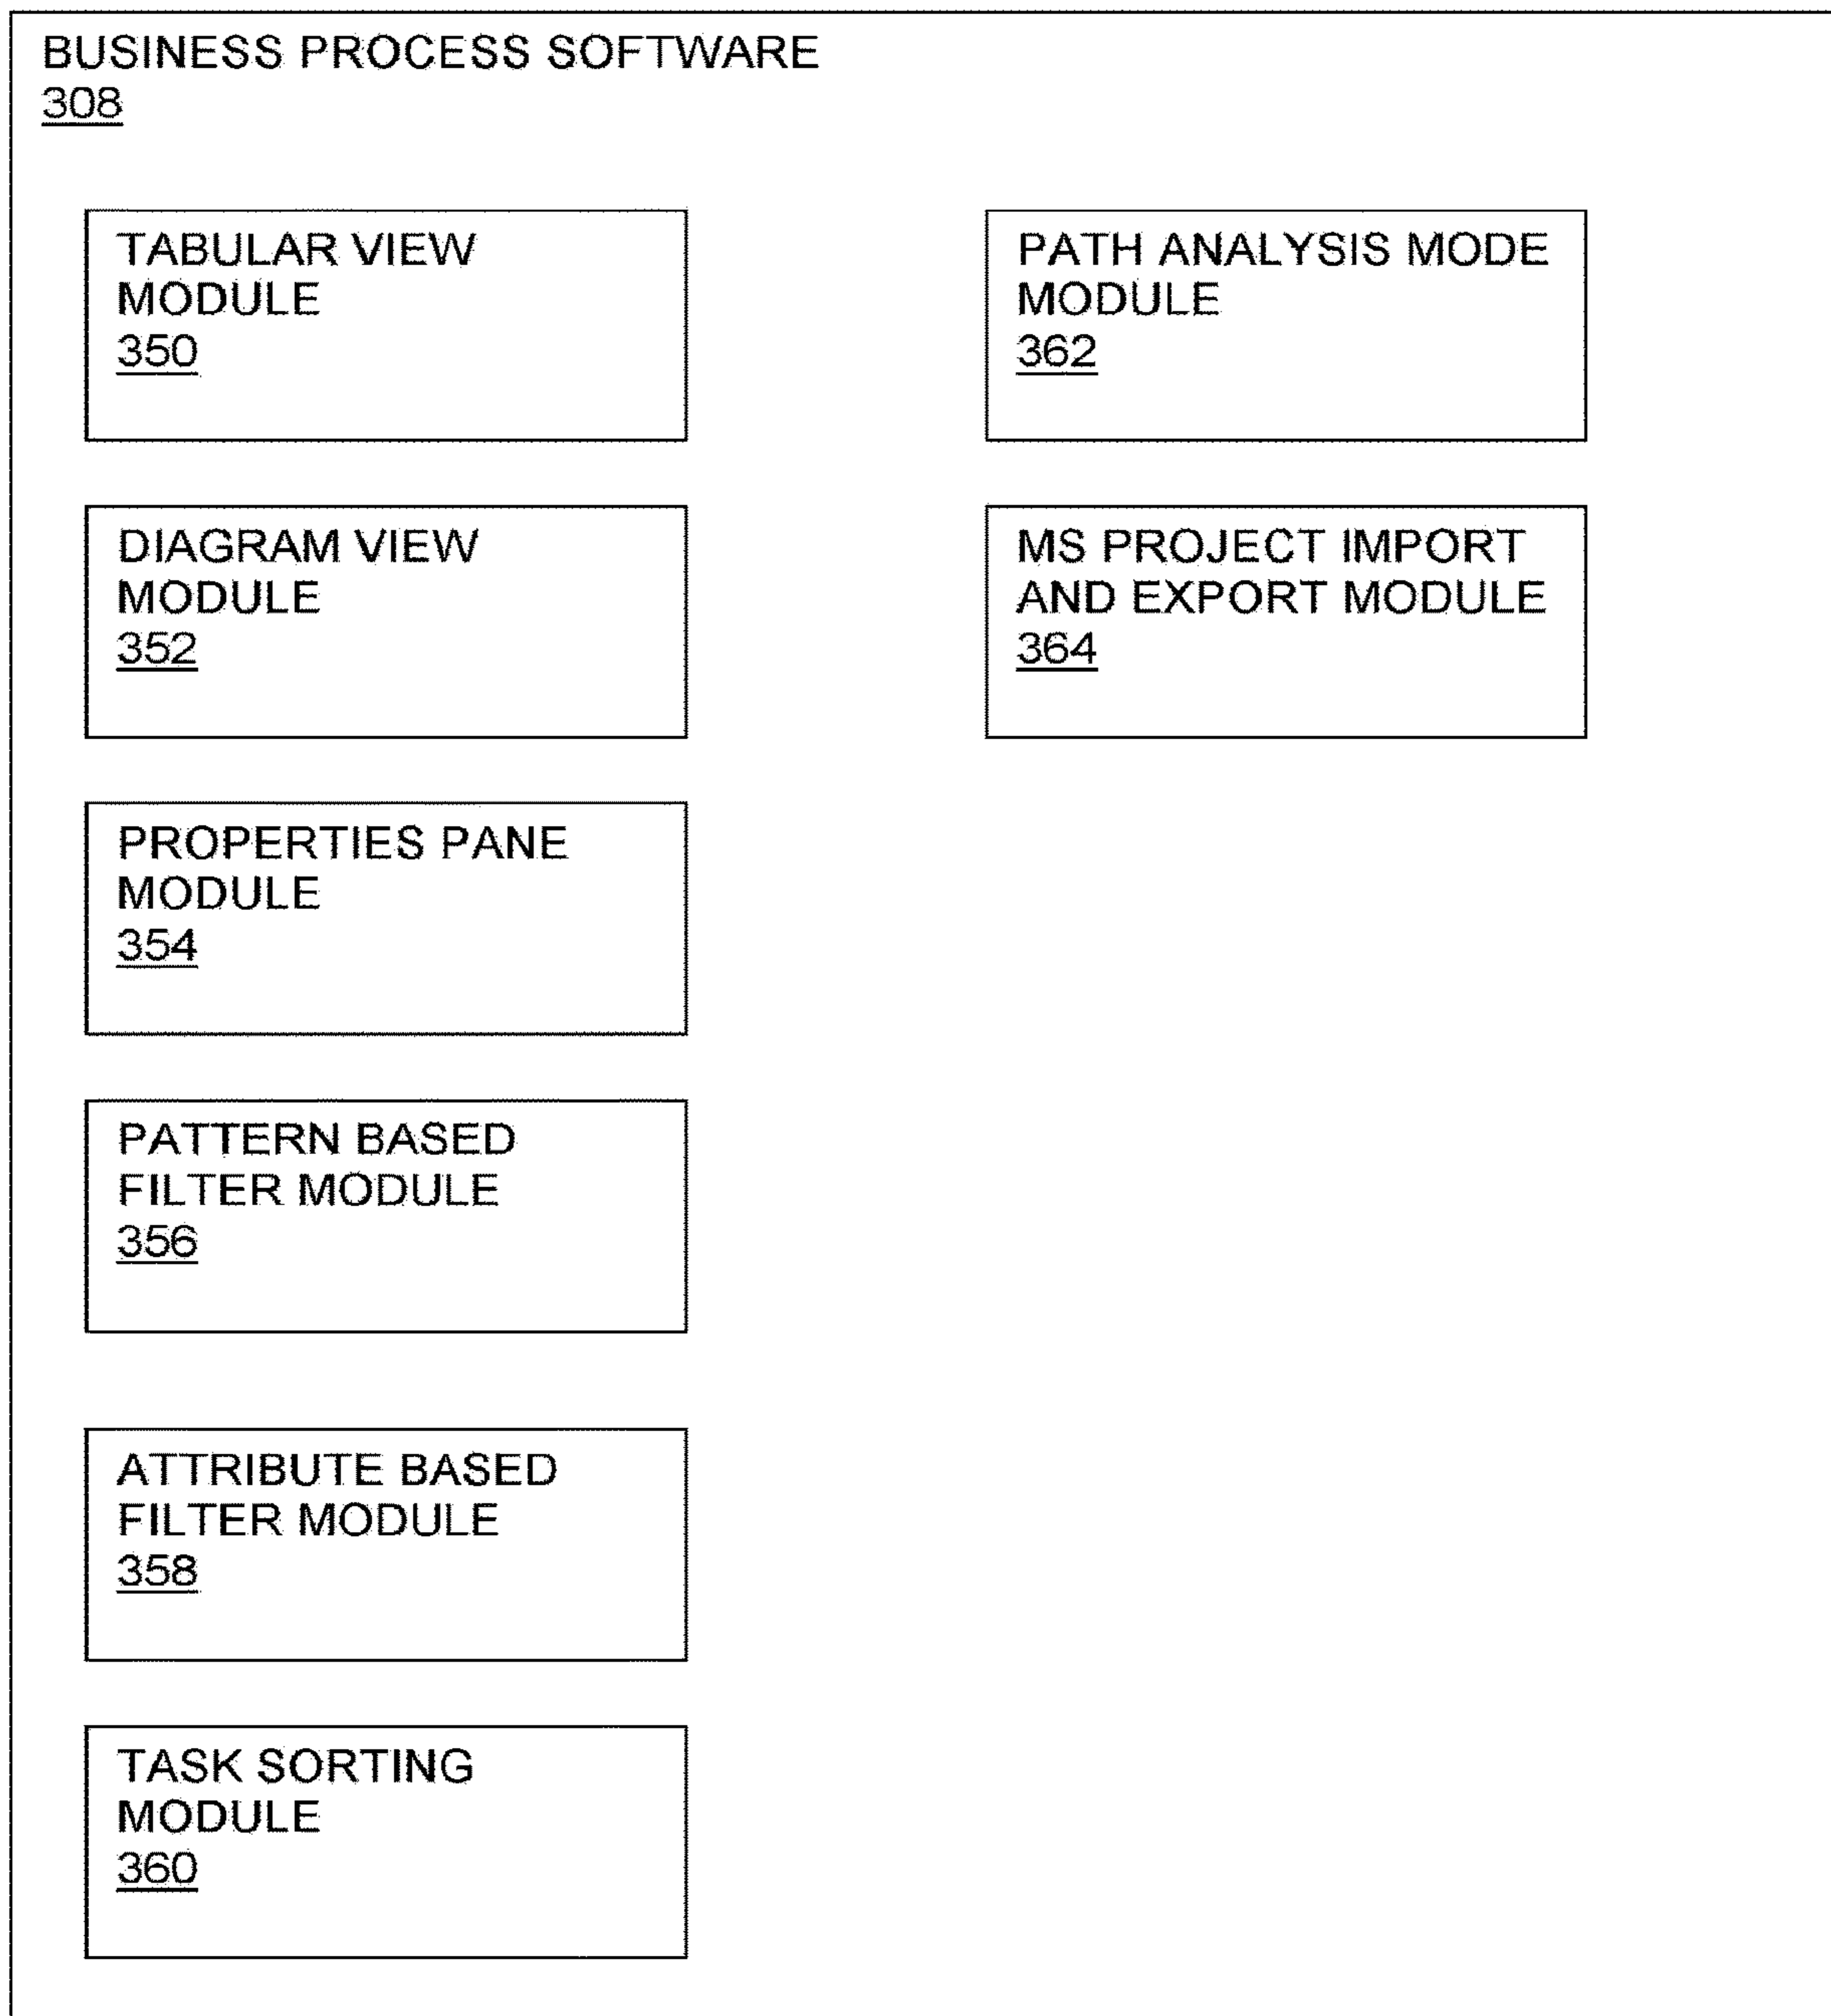 BUSINESS PROCESS SOFTWARE
308
TABULAR VIEW
MODULE
350
DIAGRAM VIEW
MODULE
352
PROPERTIES PANE
MODULE
354
PATTERN BASED
FILTER MODULE
356
ATTRIBUTE BASED
FILTER MODULE
358
TASK SORTING
MODULE
360
PATH ANALYSIS MODE
MODULE
362
MS PROJECT IMPORT
AND EXPORT MODULE
364